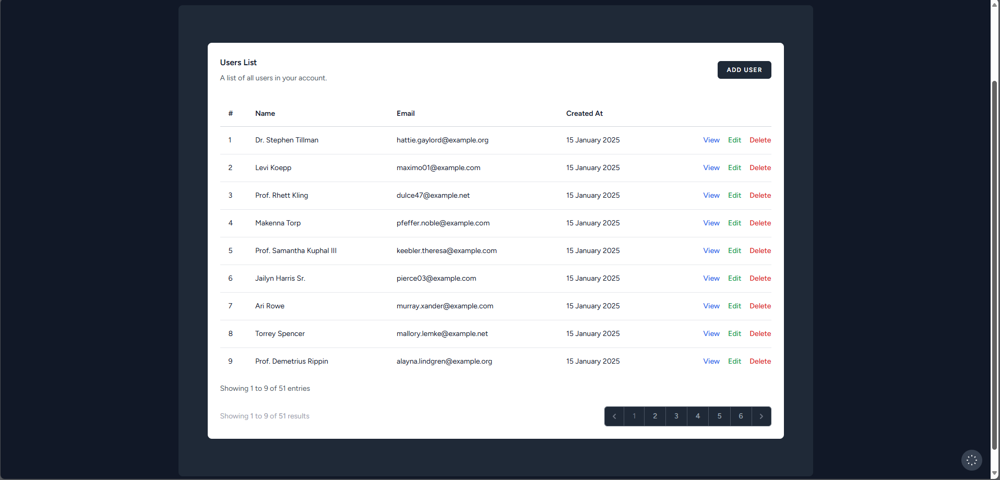 Users List
A list of all users in your account.
ADD USER
# Name Email Created At
1 Dr. Stephen Tillman hattie.gaylord@example.org 15 January 2025 View Edit Delete
2 Levi Koepp maximo01@example.com 15 January 2025 View Edit Delete
3 Prof. Rhett Kling dulce47@example.net 15 January 2025 View Edit Delete
4 Makenna Torp pfeffer.noble@example.com 15 January 2025 View Edit Delete
5 Prof. Samantha Kuphal III keebler.theresa@example.com 15 January 2025 View Edit Delete
6 Jailyn Harris Sr. pierce03@example.com 15 January 2025 View Edit Delete
7 Ari Rowe murray.xander@example.com 15 January 2025 View Edit Delete
8 Torrey Spencer mallory.lemke@example.net 15 January 2025 View Edit Delete
9 Prof. Demetrius Rippin alayna.lindgren@example.org 15 January 2025 View Edit Delete
Showing 1 to 9 of 51 entries
Showing 1 to 9 of 51 results
1 2 3 4 5 6